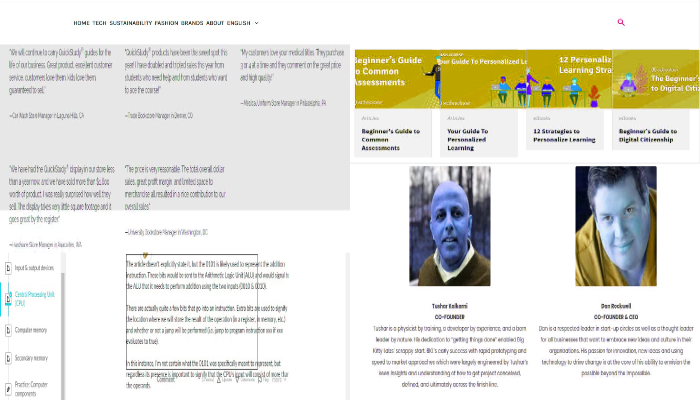 HOME TECH SUSTAINABILITY FASHION BRANDS ABOUT ENGLISH
"We will continue to carry QuickStudy® guides for the
life of our business. Great product, excellent customer
service, customers love them, kids love them,
guaranteed to sell."
—Car Wash Store Manager in Laguna Hills, CA
"QuickStudy® products have been the sweet spot this
year! I have doubled and tripled sales this year from
students who need help and from students who want
to ace the course!"
—Trade Bookstore Manager in Denver, CO
"My customers love your medical titles. They purchase
3 or 4 at a time and they comment on the great price
and high quality!"
—Medical Uniform Store Manager in Philadelphia, PA
"We have had the QuickStudy® display in our store less
than a year now, and we have sold more than $1,000
worth of product. I was really surprised how well they
sell. The display takes very little square footage and it
goes great by the register."
—Hardware Store Manager in Anacortes, WA
"The price is very reasonable. The total overall dollar
sales, great profit margin, and limited space to
merchandise all resulted in a nice contribution to our
overall sales."
—University Bookstore Manager in Washington, DC
Beginner's Guide
to Common
Assessments
Your Guide To Personalized
12 Personaliz
Learning Stra
The Beginner's
to Digital Citiz
Articles
Beginner's Guide to
Common
Assessments
Articles
Your Guide To
Personalized
Learning
eBooks
12 Strategies to
Personalize Learning
eBooks
Beginner's Guide to
Digital Citizenship
Tushar Kulkarni
CO-FOUNDER
Tushar is a physicist by training, a developer by experience, and a born
leader by nature. His dedication to "getting things done" enabled Big
Kitty Labs' scrappy start. Bkl's early success with rapid prototyping and
speed to market approaches which were largely engineered by Tushar's
keen insights and understanding of how to get project conceived,
defined, and ultimately across the finish line.
Dan Rockwell
CO-FOUNDER & CEO
Dan is a respected leader in start-up circles as well as a thought leader
for all businesses that want to embrace new ideas and culture in their
organizations. His passion for innovation, new ideas and using
technology to drive change is at the core of his ability to envision the
possible beyond the impossible.
Input & output devices
Central Processing Unit
(CPU)
Computer memory
Secondary memory
Practice: Computer
components
The article doesn't explicitly state it, but the 0101 is likely used to represent the addition
instruction. These bits would be sent to the Arithmetic Logic Unit (ALU) and would signal to
the ALU that it needs to perform addition using the two inputs (0010 & 0010).
There are actually quite a few bits that go into an instruction. Extra bits are used to signify
the location where we will store the result of the operation (in a register, in memory, etc.)
and whether or not a jump will be performed (i.e. jump to program instruction xxx if xxx
evaluates to true).
In this instance, I'm not certain what the 0101 was specifically meant to represent, but
regardless its presence is important to signify that the CPU's input will consist of more than
the operands.
Comment